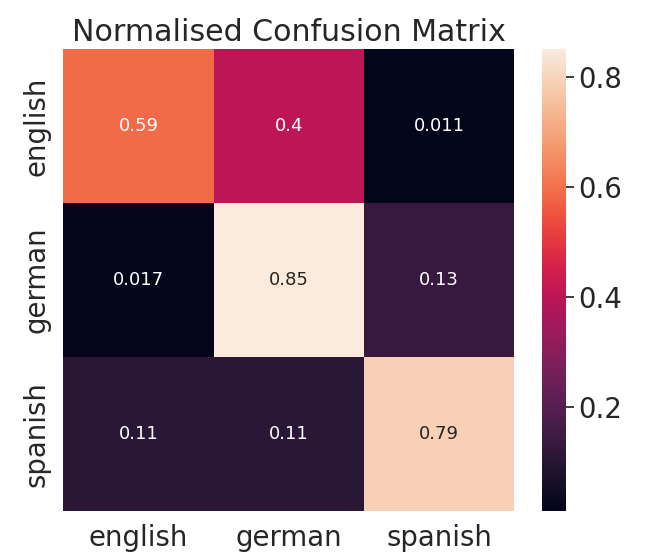 Normalised Confusion Matrix
english 0.59 0.4 0.011
german 0.017 0.85 0.13
spanish 0.11 0.11 0.79
english german spanish
0.8
0.6
0.4
0.2